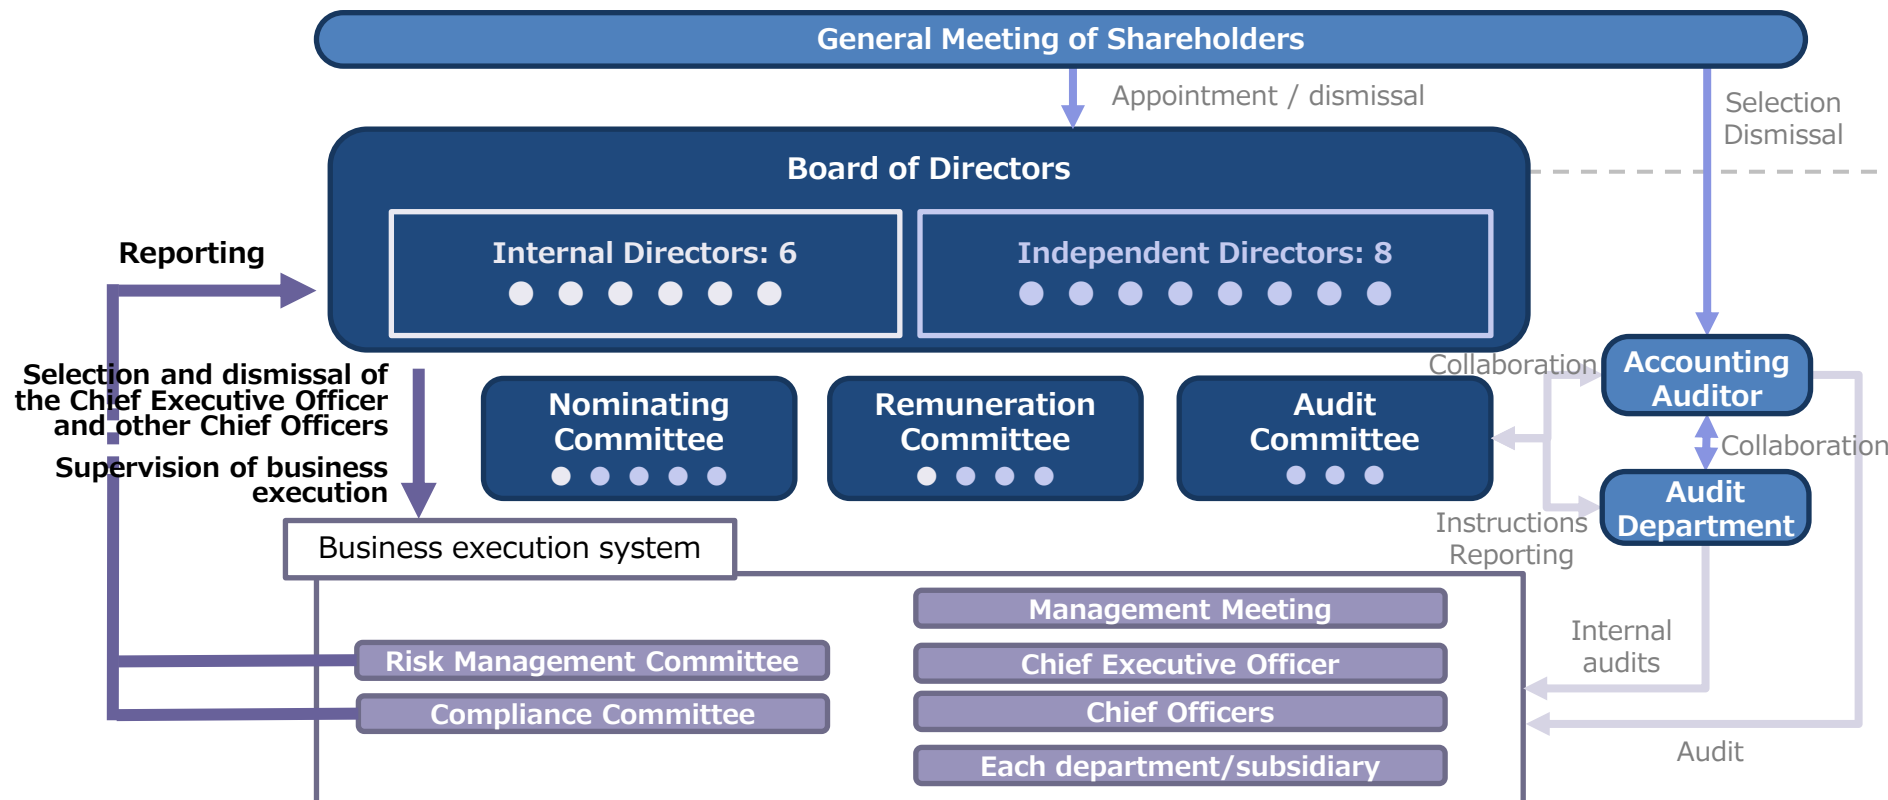 General Meeting of Shareholders
Appointment / dismissal
Selection
Dismissal
Board of Directors
Internal Directors: 6
Independent Directors: 8
Reporting
Selection and dismissal of
the Chief Executive Officer
and other Chief Officers
Supervision of business
execution
Nominating
Committee
Remuneration
Committee
Audit
Committee
Collaboration
Accounting
Auditor
Collaboration
Audit
Department
Instructions
Reporting
Business execution system
Management Meeting
Risk Management Committee
Chief Executive Officer
Compliance Committee
Chief Officers
Each department/subsidiary
Internal
audits
Audit